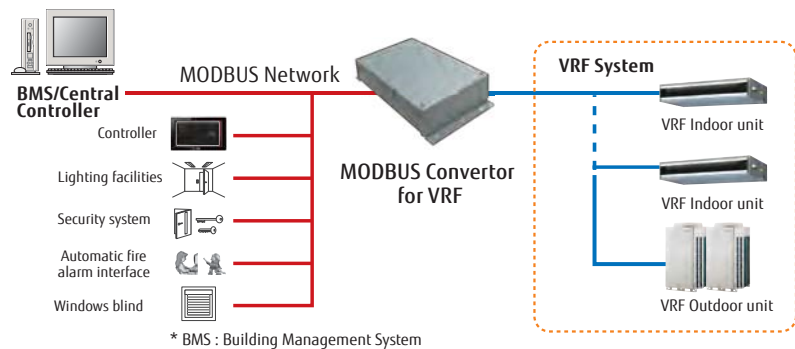 MODBUS Network
BMS/Central
Controller
Controller
Lighting facilities
Security system
Automatic fire
alarm interface
Windows blind
* BMS : Building Management System
MODBUS Convertor
for VRF
VRF System
VRF Indoor unit
VRF Indoor unit
VRF Outdoor unit